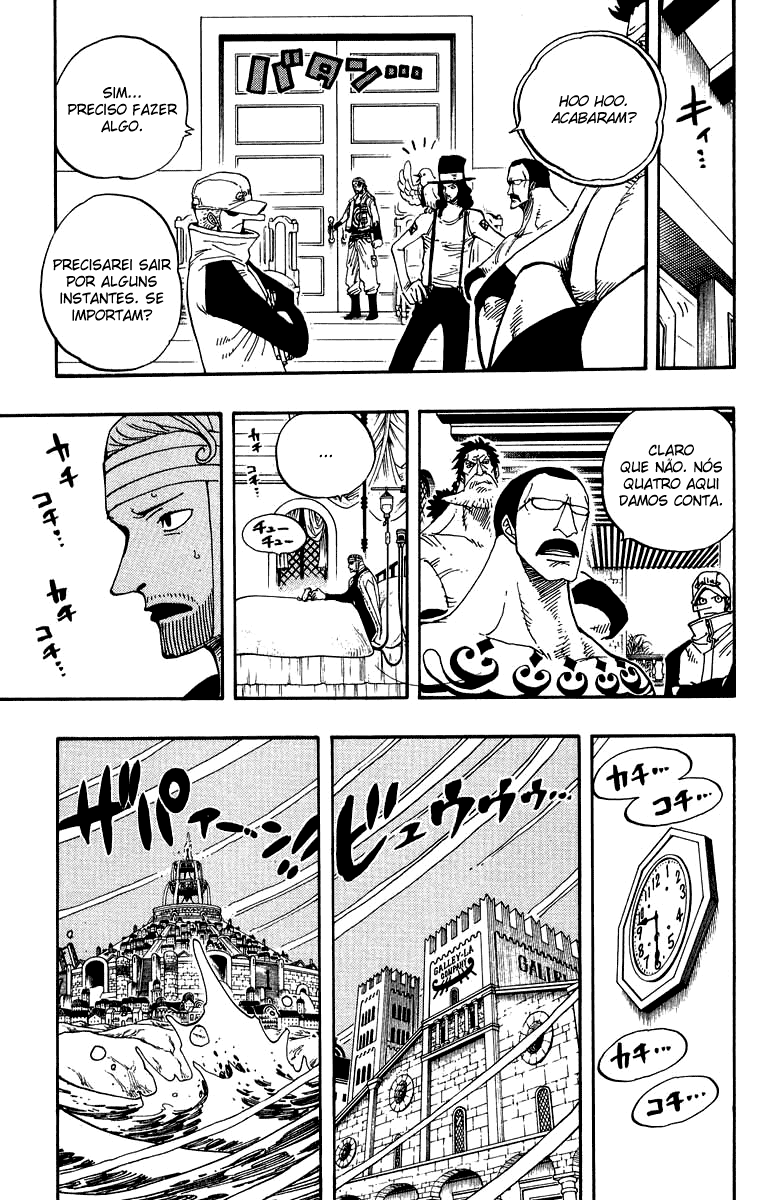 キィ…
バタン…
HOO HOO.
ACABARAM?
SIM...
PRECISO FAZER
ALGO.
PRECISAREI SAIR
POR ALGUNS
INSTANTES. SE
IMPORTAM?
CLARO
QUE NÃO. NÓS
QUATRO AQUI
DAMOS CONTA.
...
カチ
コチ…
チュー
チュー
カチ
コチ…
カチ
コチ…
カチ…
コチ…
12
カチ…
コチ…
ビュウウウ…
GALLEY-LA
COMPANY
GALLEY
ザパァーーン!!